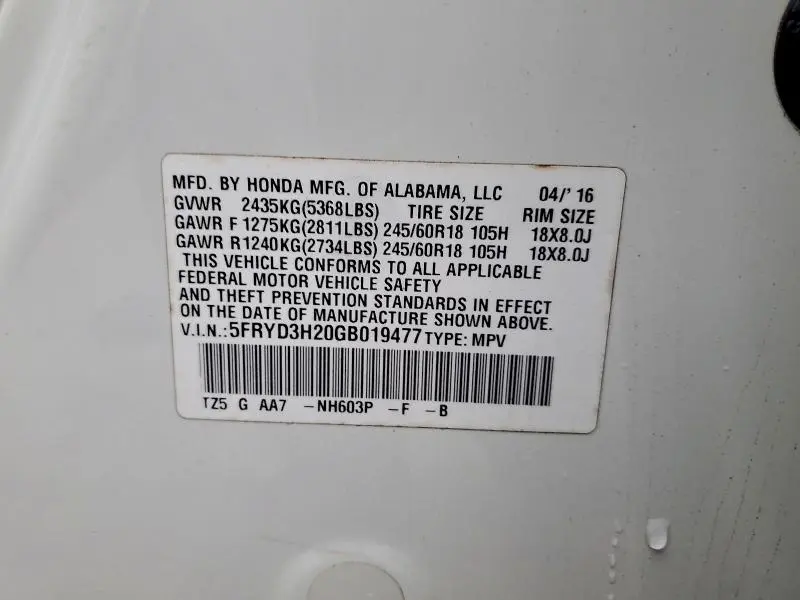 MFD. BY HONDA MFG. OF ALABAMA, LLC 04/' 16
GVWR 2435KG(5368LBS) TIRE SIZE RIM SIZE
GAWR F 1275KG(2811LBS) 245/60R18 105H 18X8.0J
GAWR R1240KG(2734LBS) 245/60R18 105H 18X8.0J
THIS VEHICLE CONFORMS TO ALL APPLICABLE
FEDERAL MOTOR VEHICLE SAFETY
AND THEFT PREVENTION STANDARDS IN EFFECT
ON THE DATE OF MANUFACTURE SHOWN ABOVE.
V.I.N.:5FRYD3H20GB019477 TYPE: MPV
TZ5 G AA7 -NH603P -F -B